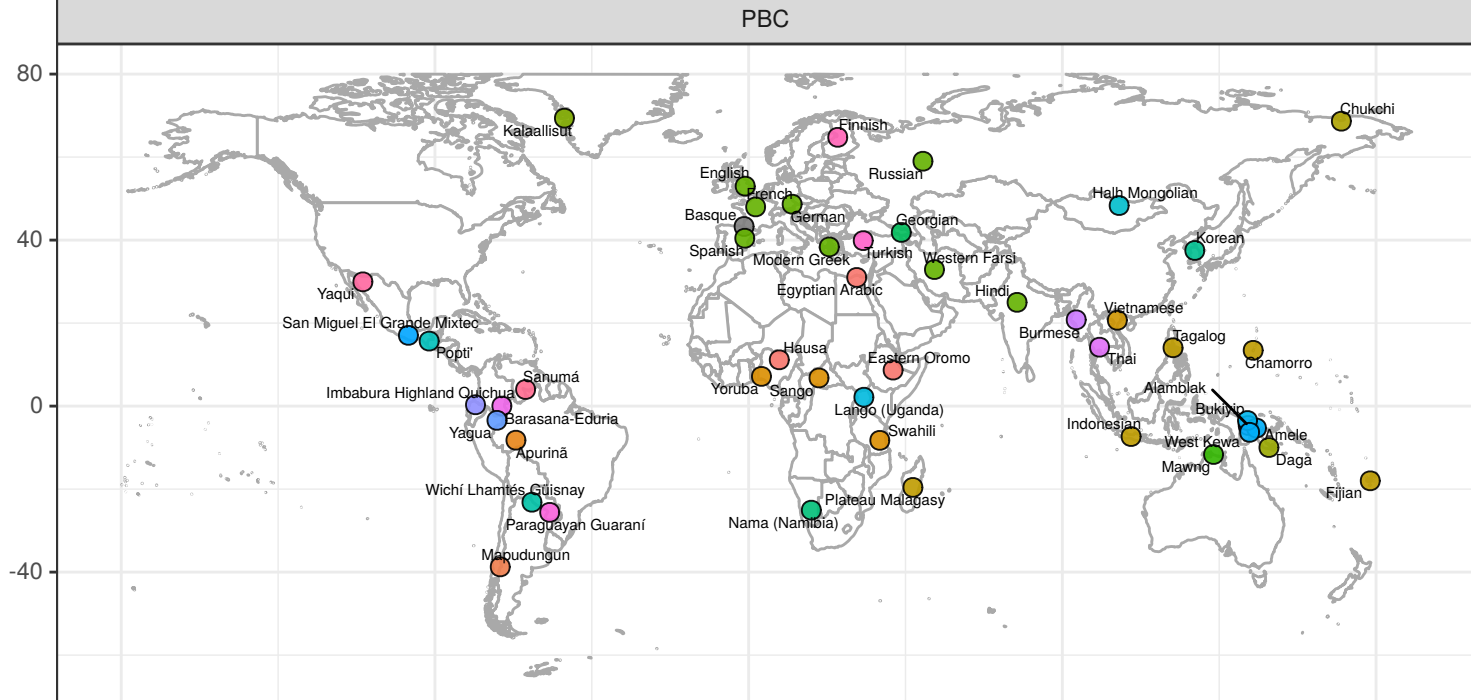 PBC
80
Chukchi
Kalaallisut
Finnish
Russian
English
French
Halh Mongolian
Basque
German
Georgian
40
Spanish
Korean
Modern Greek
Turkish
Western Farsi
Egyptian Arabic
Hindi
Yaqui
San Miguel El Grande Mixtec
Vietnamese
Burmese
Popti'
Hausa
Tagalog
Thai
Eastern Oromo
Chamorro
Sanumá
Yoruba
Sango
Imbabura Highland Quichua
Alamblak
0
Lango (Uganda)
Bukiyip
Barasana-Eduria
Indonesian
Yagua
Swahili
Amele
West Kewa
Apurinã
Mawng
Daga
Wichí Lhamtés Güisnay
Plateau Malagasy
Fijian
Paraguayan Guaraní
Nama (Namibia)
Mapudungun
-40